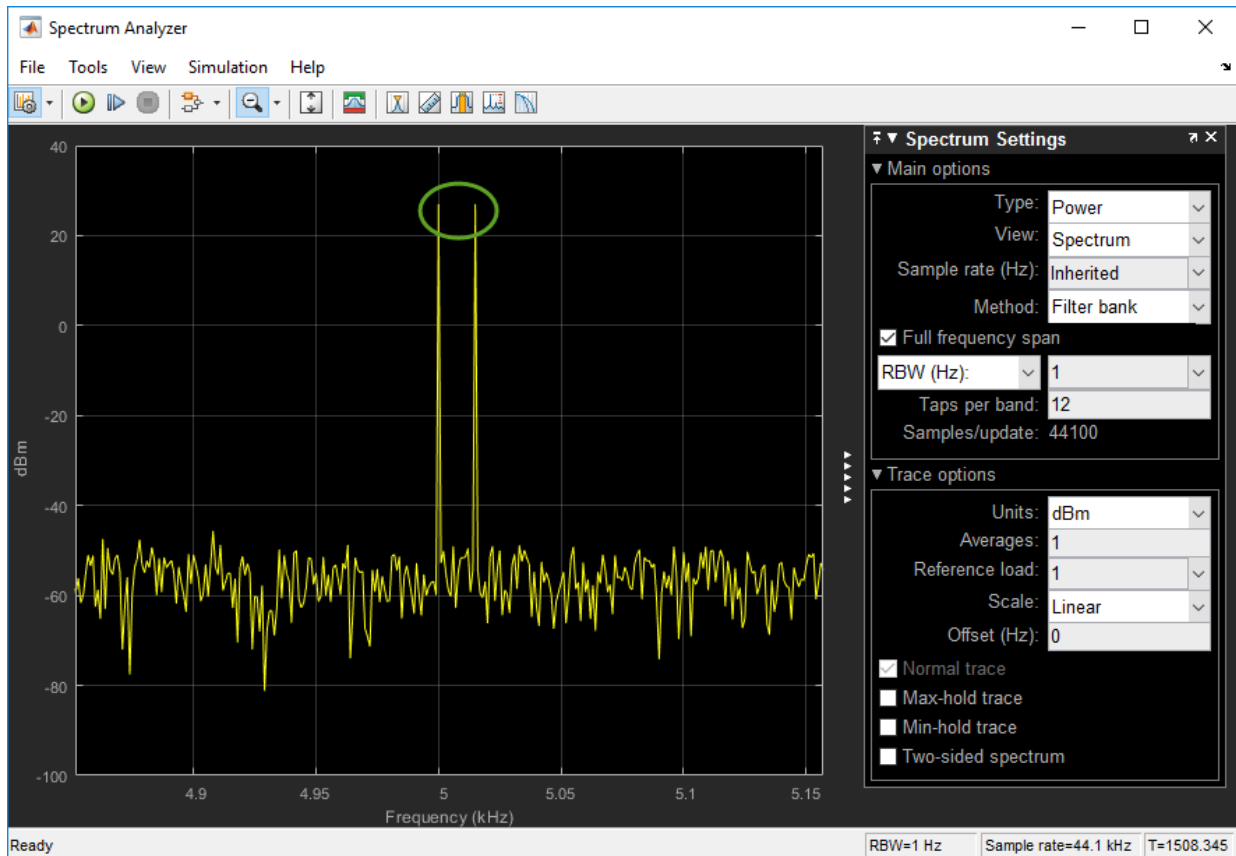 Spectrum Analyzer
File Tools View Simulation Help
40
20
0
-20
-40
-60
-80
-100
dBm
4.9 4.95 5 5.05 5.1 5.15
Frequency (kHz)
Spectrum Settings
Main options
Type: Power
View: Spectrum
Sample rate (Hz): Inherited
Method: Filter bank
Full frequency span
RBW (Hz): 1
Taps per band: 12
Samples/update: 44100
Trace options
Units: dBm
Averages: 1
Reference load: 1
Scale: Linear
Offset (Hz): 0
Normal trace
Max-hold trace
Min-hold trace
Two-sided spectrum
Ready RBW=1 Hz Sample rate=44.1 kHz T=1508.345